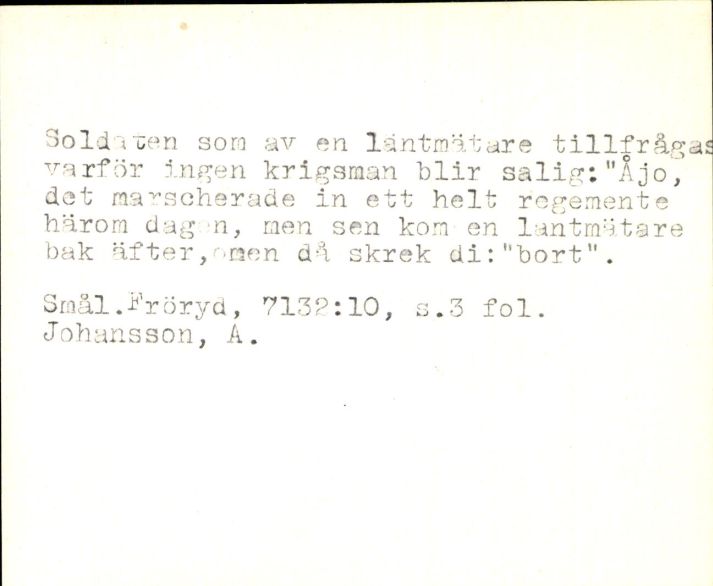 Soldaten som av en lantmätare tillfrågas
varför ingen krigsman blir salig:"Åjo,
det marscherade in ett helt regemente
härom dagen, men sen kom en lantmätare
bak äfter, men då skrek di:"bort".
Smål.Fröryd, 7132:10, s.3 fol.
Johansson, A.